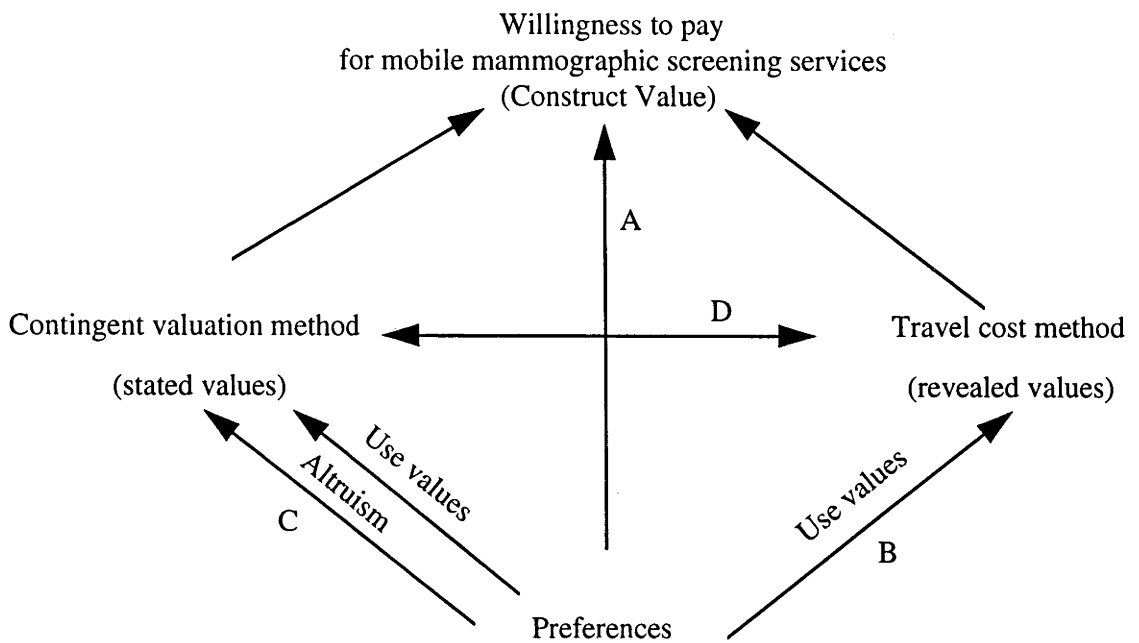 Willingness to pay
for mobile mammographic screening services
(Construct Value)
A
D
Contingent valuation method
Travel cost method
(stated values)
(revealed values)
Use values
Altruism
C
Use values
B
Preferences